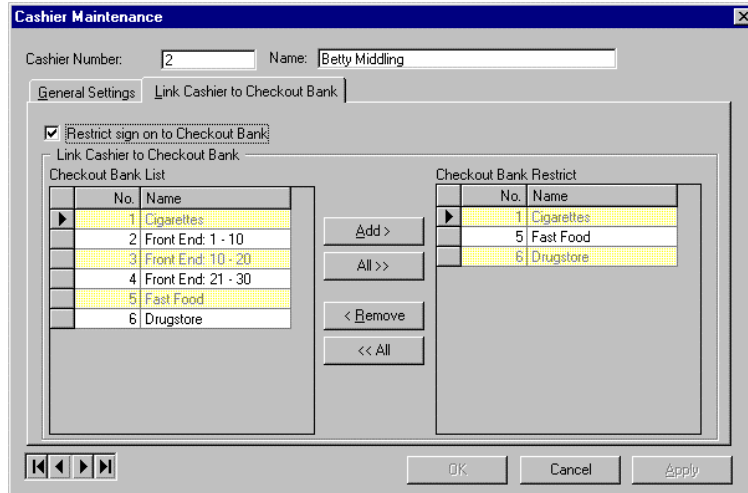 Cashier Maintenance
Cashier Number: 2 Name: Betty Middling
General Settings Link Cashier to Checkout Bank
Restrict sign on to Checkout Bank
Link Cashier to Checkout Bank
Checkout Bank List
No. Name
1 Cigarettes
2 Front End: 1 - 10
3 Front End: 10 - 20
4 Front End: 21 - 30
5 Fast Food
6 Drugstore
Add >
All >>
< Remove
<< All
Checkout Bank Restrict
No. Name
1 Cigarettes
5 Fast Food
6 Drugstore
OK Cancel Apply